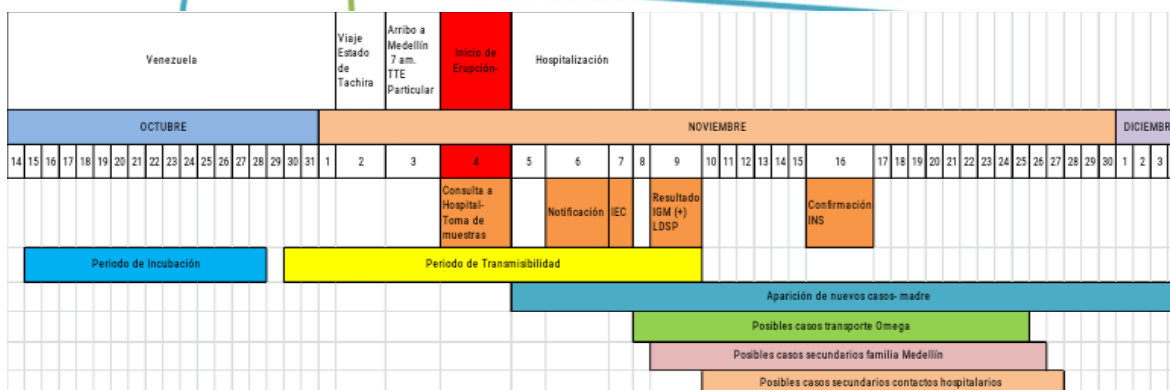 Venezuela
Viaje
Estado
de
Tachira
Arribo a
Medellín
7 am.
TTE
Particular
Inicio de
Erupción-
Hospitalización
OCTUBRE
NOVIEMBRE
DICIEMBR
14 15 16 17 18 19 20 21 22 23 24 25 26 27 28 29 30 31 1 2 3 4 5 6 7 8 9 10 11 12 13 14 15 16 17 18 19 20 21 22 23 24 25 26 27 28 29 30 1 2 3
Consulta a
Hospital-
Toma de
muestras
Notificación
IEC
Resultado
IGM (+)
LDSP
Confirmación
INS
Periodo de Incubación
Periodo de Transmisibilidad
Aparición de nuevos casos- madre
Posibles casos transporte Omega
Posibles casos secundarios familia Medellín
Posibles casos secundarios contactos hospitalarios